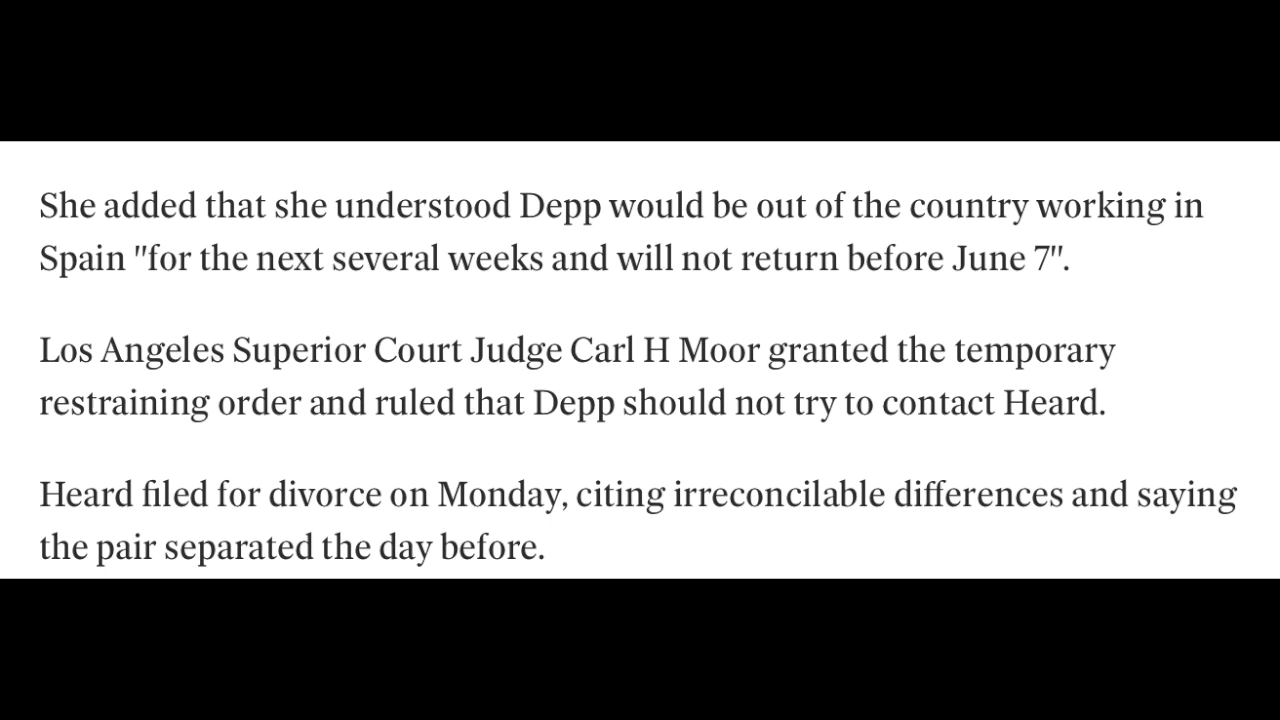 She added that she understood Depp would be out of the country working in
Spain "for the next several weeks and will not return before June 7".
Los Angeles Superior Court Judge Carl H Moor granted the temporary
restraining order and ruled that Depp should not try to contact Heard.
Heard filed for divorce on Monday, citing irreconcilable differences and saying
the pair separated the day before.